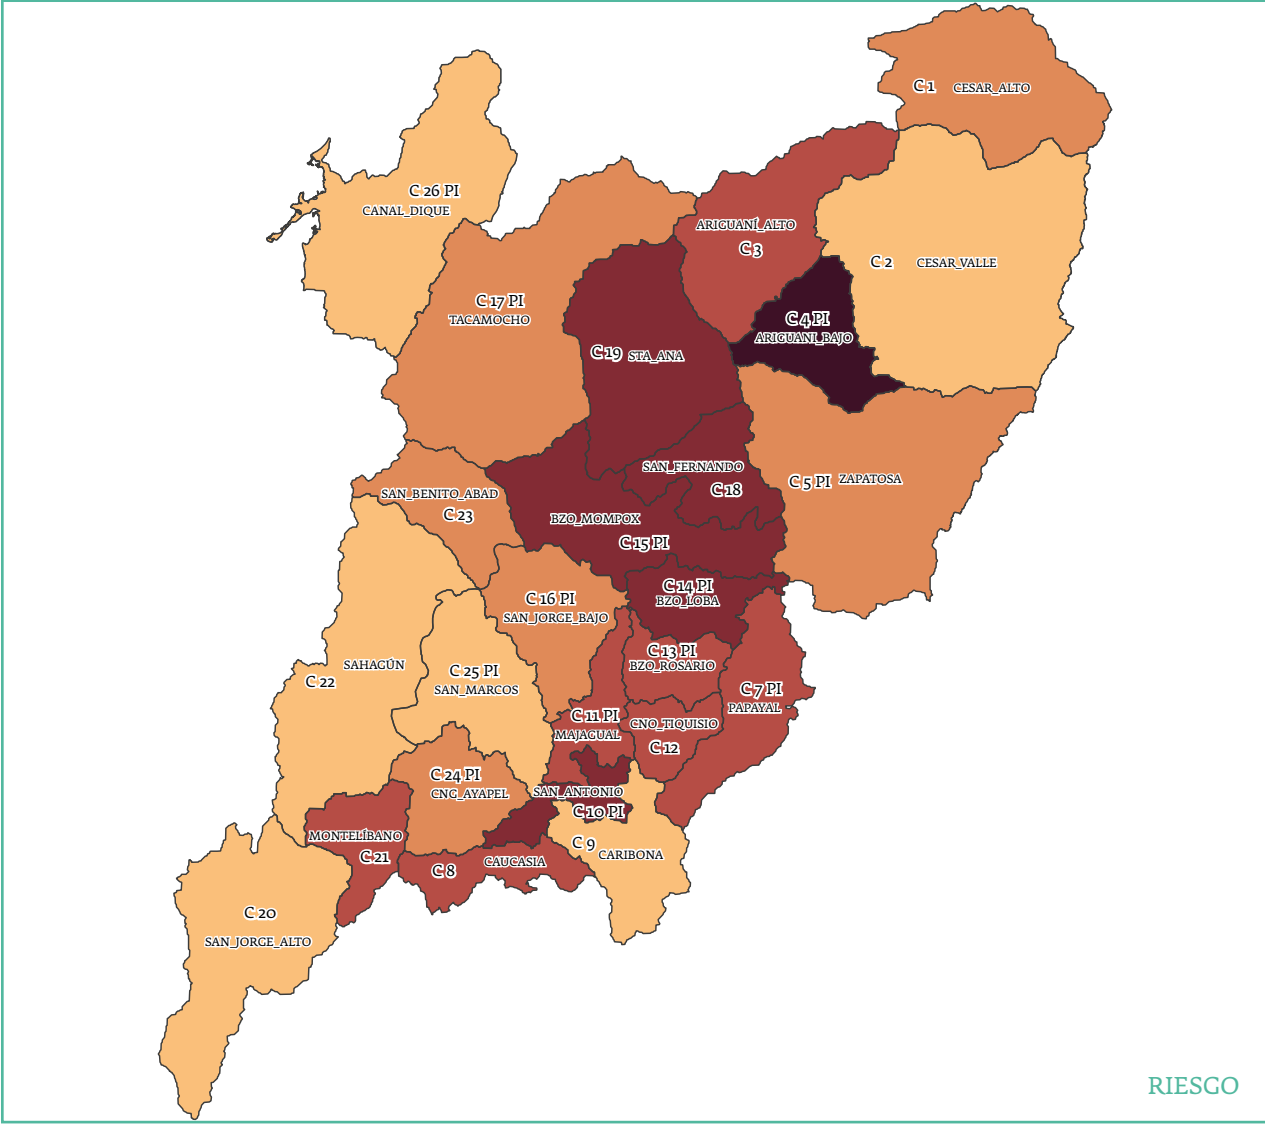 C 1 CESAR_ALTO
C 26 PI
CANAL_DIQUE
ARIGUANÍ_ALTO
C 3
C 2 CESAR_VALLE
C 17 PI
TACAMOCHO
C 4 PI
ARIGUANI_BAJO
C 19 STA_ANA
SAN_FERNANDO
C 18
C 5 PI ZAPATOSA
SAN_BENITO_ABAD
C 23
BZO_MOMPOX
C 15 PI
C 14 PI
BZO_LOBA
C 16 PI
SAN_JORGE_BAJO
C 13 PI
BZO_ROSARIO
SAHAGÚN
C 22
C 25 PI
SAN_MARCOS
C 7 PI
PAPAYAL
C 11 PI
MAJAGUAL
CNO_TIQUISIO
C 12
C 24 PI
CNG_AYAPEL
SAN_ANTONIO
C 10 PI
MONTELÍBANO
C 21
C 9
CARIBONA
CAUCASIA
C 8
C 20
SAN_JORGE_ALTO
RIESGO